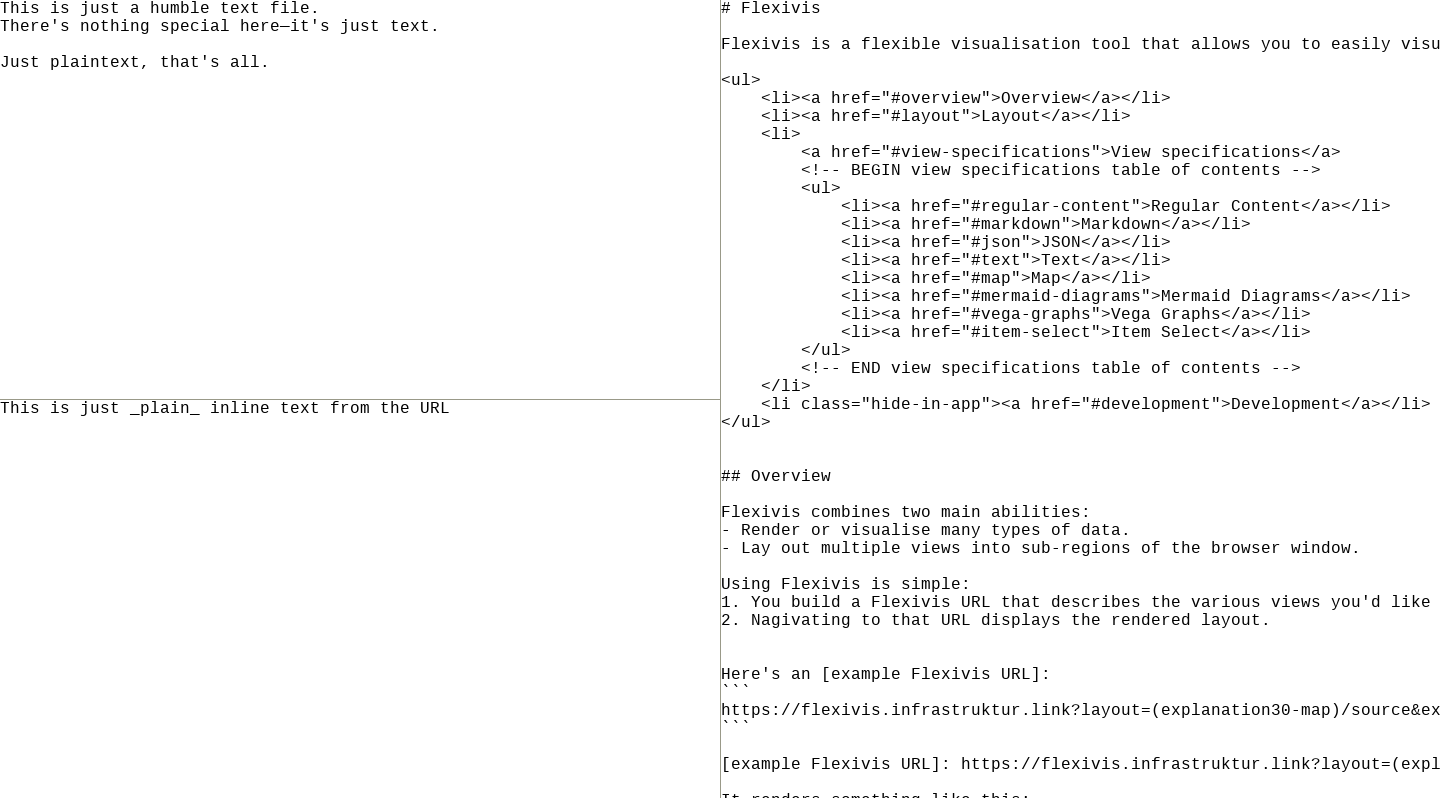 This is just a humble text file.
There's nothing special here—it's just text.

Just plaintext, that's all.
This is just _plain_ inline text from the URL
# Flexivis

Flexivis is a flexible visualisation tool that allows you to easily visu

<ul>
    <li><a href="#overview">Overview</a></li>
    <li><a href="#layout">Layout</a></li>
    <li>
        <a href="#view-specifications">View specifications</a>
        <!-- BEGIN view specifications table of contents -->
        <ul>
            <li><a href="#regular-content">Regular Content</a></li>
            <li><a href="#markdown">Markdown</a></li>
            <li><a href="#json">JSON</a></li>
            <li><a href="#text">Text</a></li>
            <li><a href="#map">Map</a></li>
            <li><a href="#mermaid-diagrams">Mermaid Diagrams</a></li>
            <li><a href="#vega-graphs">Vega Graphs</a></li>
            <li><a href="#item-select">Item Select</a></li>
        </ul>
        <!-- END view specifications table of contents -->
    </li>
    <li class="hide-in-app"><a href="#development">Development</a></li>
</ul>


## Overview

Flexivis combines two main abilities:
- Render or visualise many types of data.
- Lay out multiple views into sub-regions of the browser window.

Using Flexivis is simple:
1. You build a Flexivis URL that describes the various views you'd like
2. Nagivating to that URL displays the rendered layout.


Here's an [example Flexivis URL]:
```
https://flexivis.infrastruktur.link?layout=(explanation30-map)/source&ex
```

[example Flexivis URL]: https://flexivis.infrastruktur.link?layout=(expl

It renders something like this: